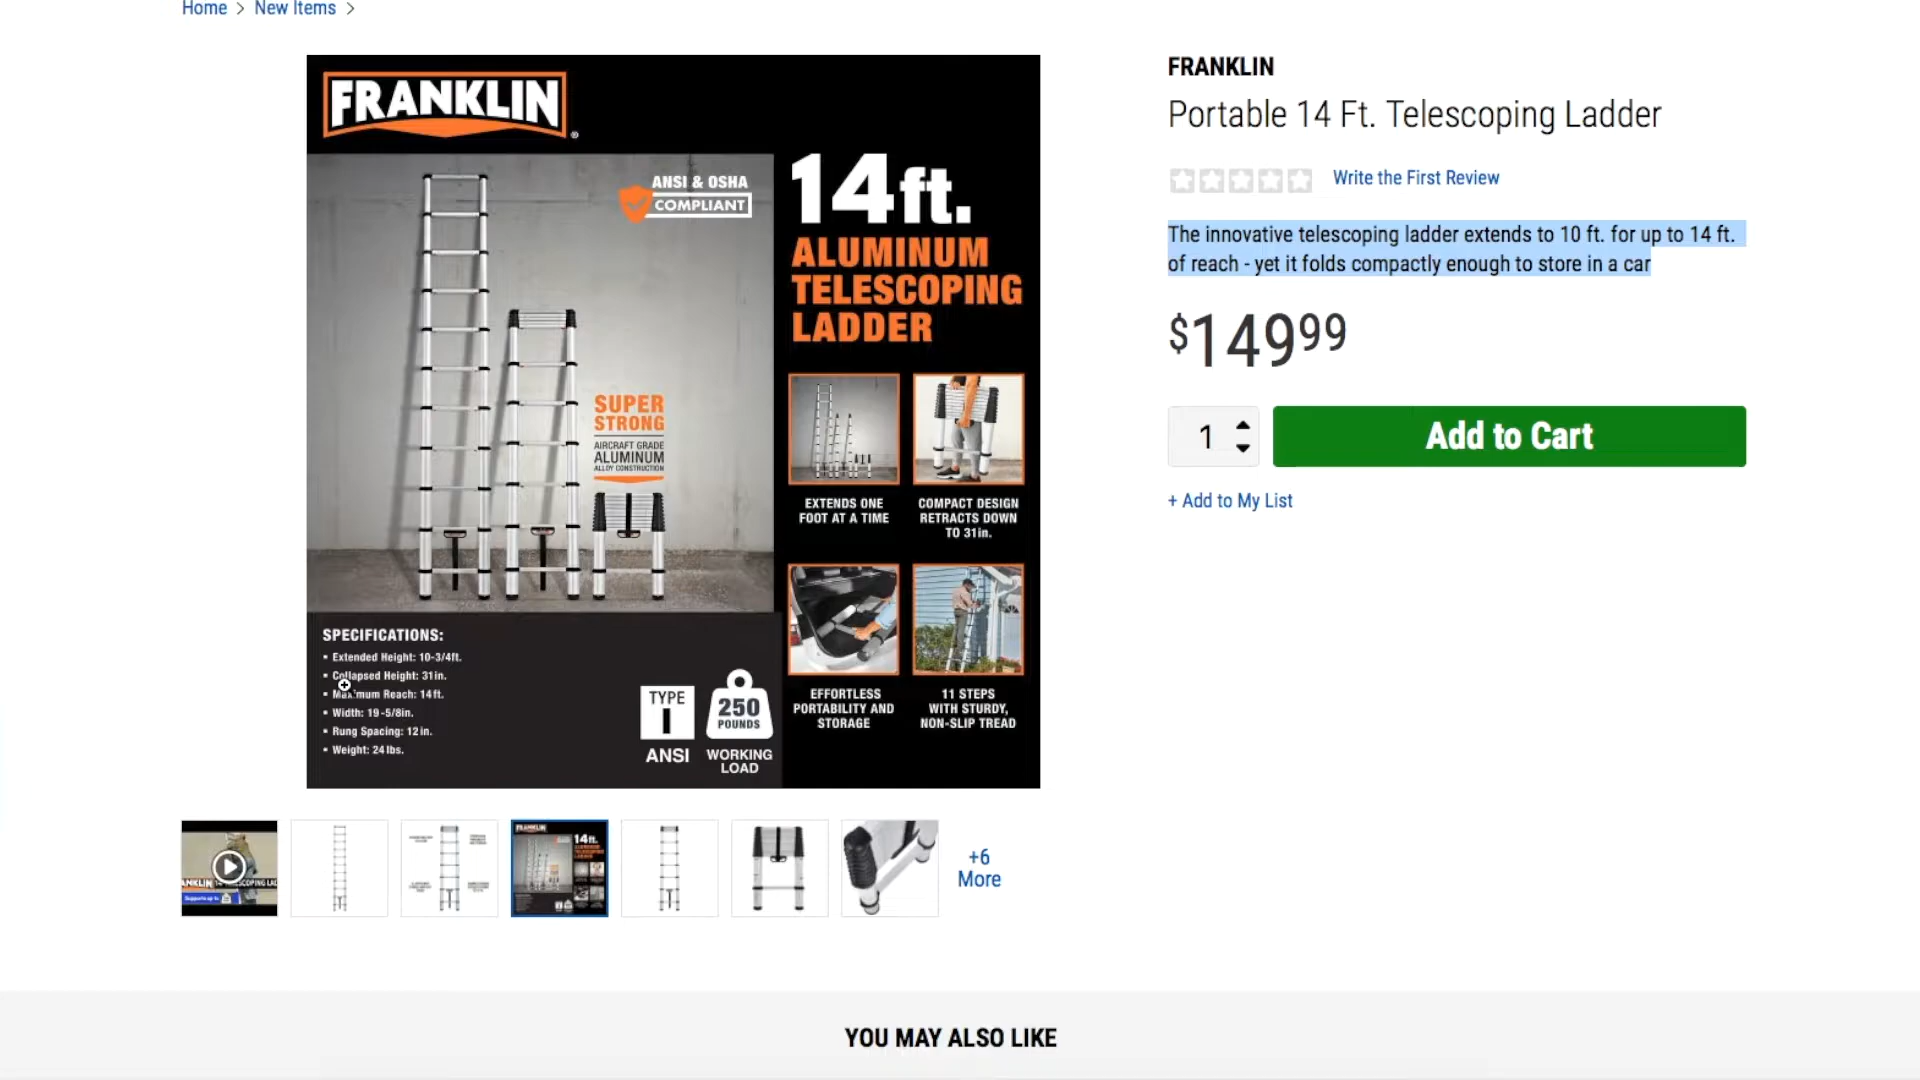 Home > New Items >
FRANKLIN®
ANSI & OSHA
COMPLIANT
14ft.
ALUMINUM
TELESCOPING
LADDER
SUPER
STRONG
AIRCRAFT GRADE
ALUMINUM
ALLOY CONSTRUCTION
EXTENDS ONE
FOOT AT A TIME
COMPACT DESIGN
RETRACTS DOWN
TO 31in.
EFFORTLESS
PORTABILITY AND
STORAGE
11 STEPS
WITH STURDY,
NON-SLIP TREAD
SPECIFICATIONS:
▪ Extended Height: 10-3/4ft.
▪ Collapsed Height: 31in.
▪ Maximum Reach: 14ft.
▪ Width: 19-5/8in.
▪ Rung Spacing: 12in.
▪ Weight: 24lbs.
TYPE
I
ANSI
250
POUNDS
WORKING
LOAD
FRANKLIN
Portable 14 Ft. Telescoping Ladder
Write the First Review
The innovative telescoping ladder extends to 10 ft. for up to 14 ft.
of reach - yet it folds compactly enough to store in a car
$149 99
1
Add to Cart
+ Add to My List
FRANKLIN
14ft.
+6
More
YOU MAY ALSO LIKE